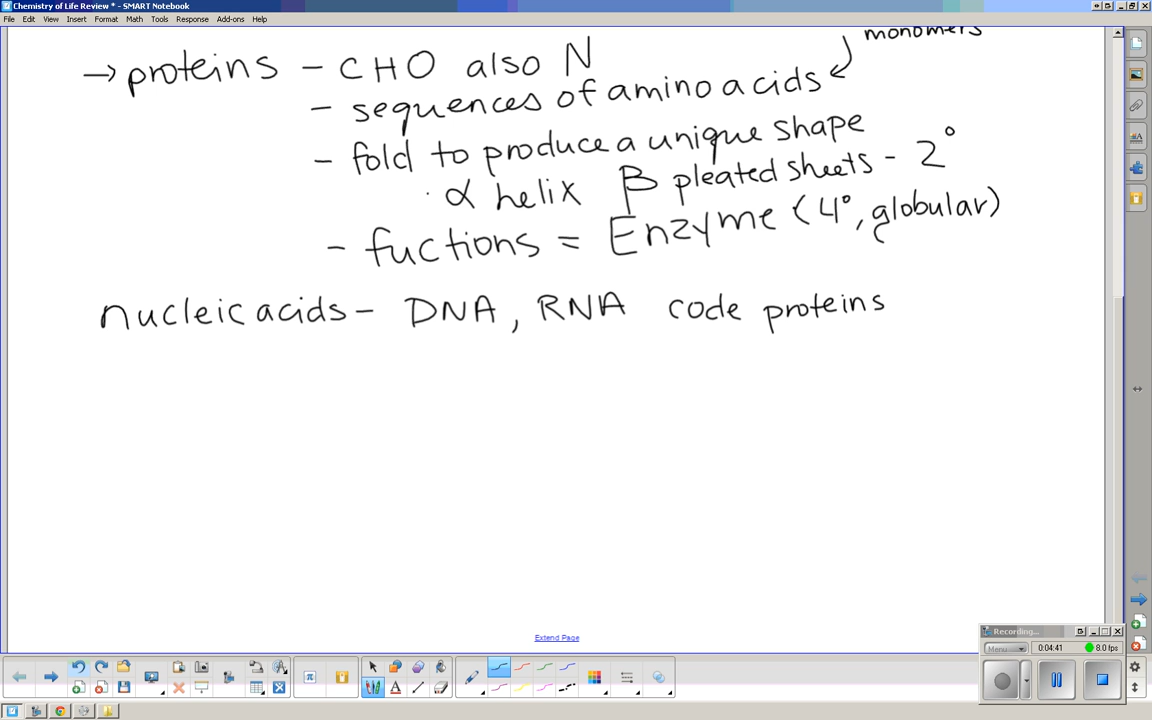 Chemistry of Life Review * - SMART Notebook
File Edit View Insert Format Math Tools Response Add-ons Help
monomers
→ proteins - CHO also N
- sequences of amino acids
- fold to produce a unique shape
· α helix β pleated sheets - 2°
- fuctions = Enzyme (4°, globular)
nucleic acids - DNA, RNA code proteins
Extend Page
Recording...
Menu 0:04:41 8.0 fps